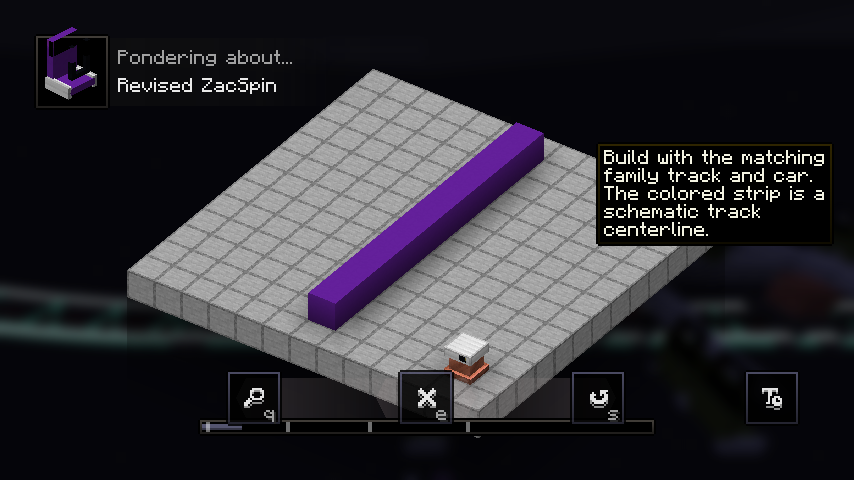 Pondering about...
Revised ZacSpin
Build with the matching
family track and car.
The colored strip is a
schematic track
centerline.
q
e
s
T